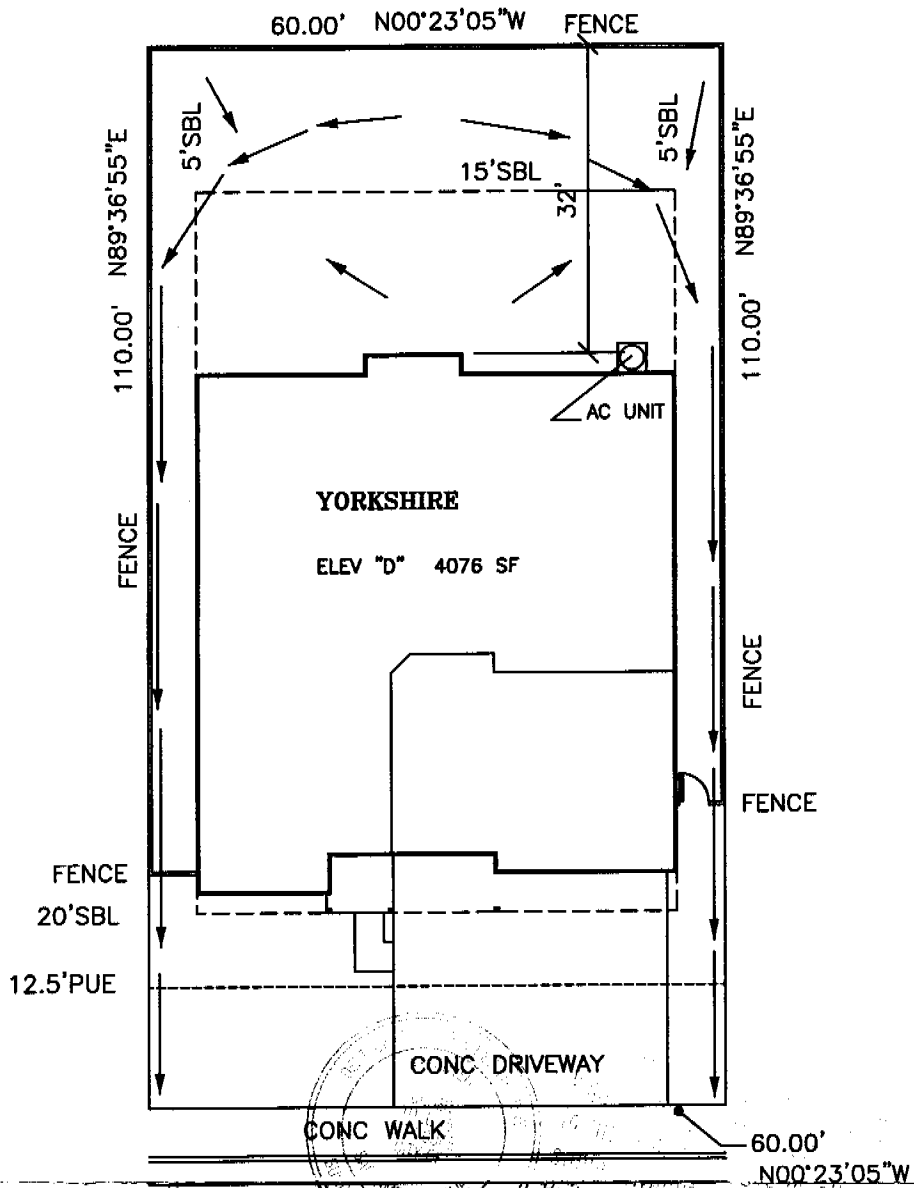 60.00' N00°23'05"W FENCE
5'SBL
5'SBL
110.00' N89°36'55"E
N89°36'55"E
110.00'
15'SBL
32'
AC UNIT
YORKSHIRE
ELEV "D" 4076 SF
FENCE
FENCE
FENCE
FENCE
20'SBL
12.5'PUE
CONC DRIVEWAY
CONC WALK
60.00'
N00°23'05"W